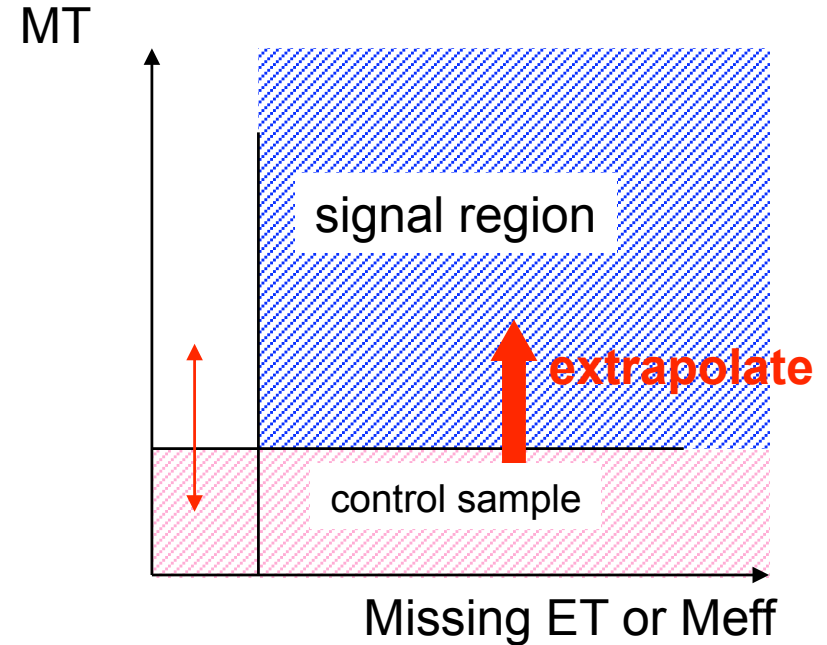 MT
signal region
extrapolate
control sample
Missing ET or Meff